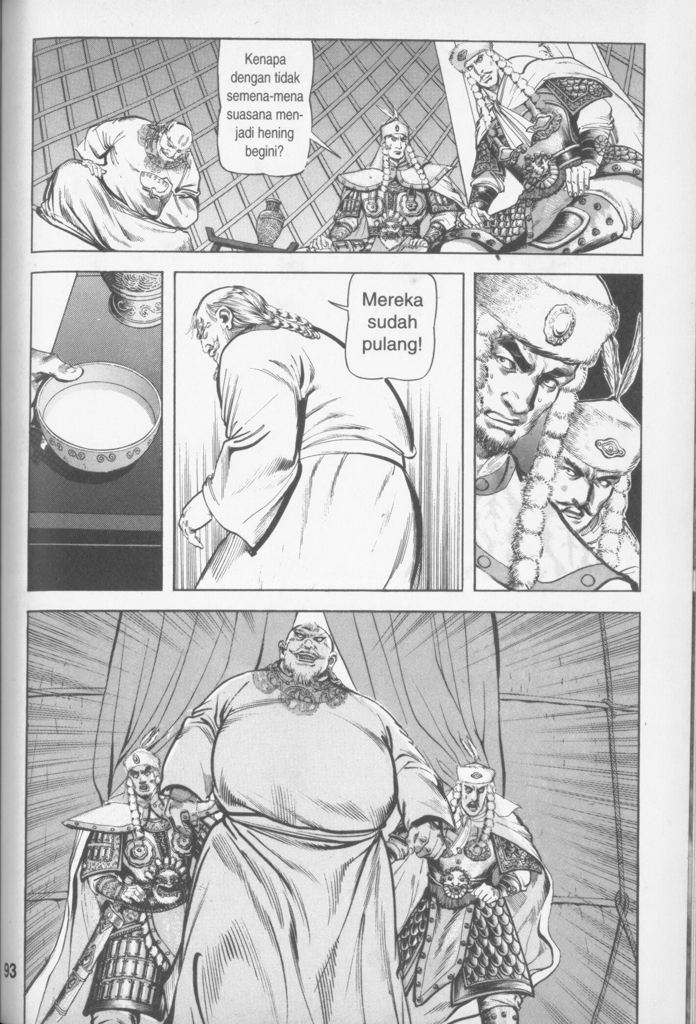 Kenapa
dengan tidak
semena-mena
suasana men-
jadi hening
begini?
Mereka
sudah
pulang!
93